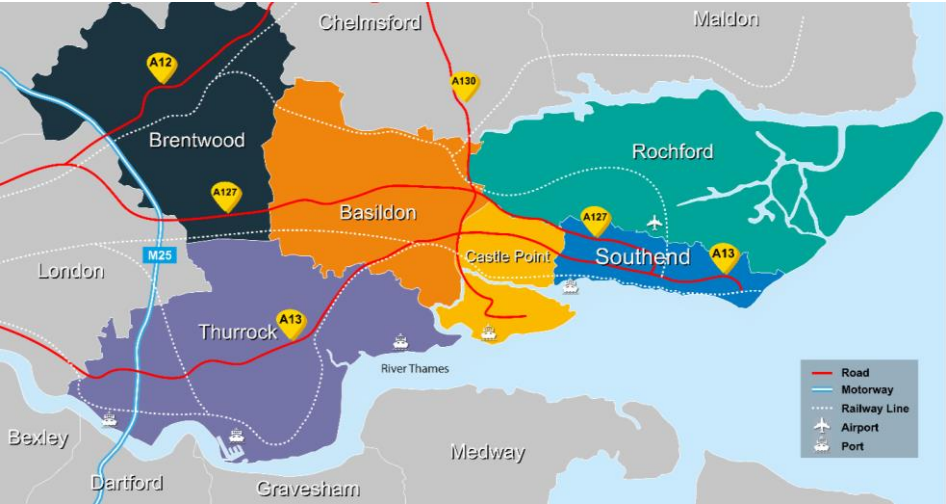 Chelmsford
Maldon
A12
A130
Brentwood
Rochford
A127
Basildon
A127
Southend
A13
Castle Point
M25
London
Thurrock
A13
River Thames
Road
Motorway
Railway Line
Airport
Port
Bexley
Medway
Dartford
Gravesham